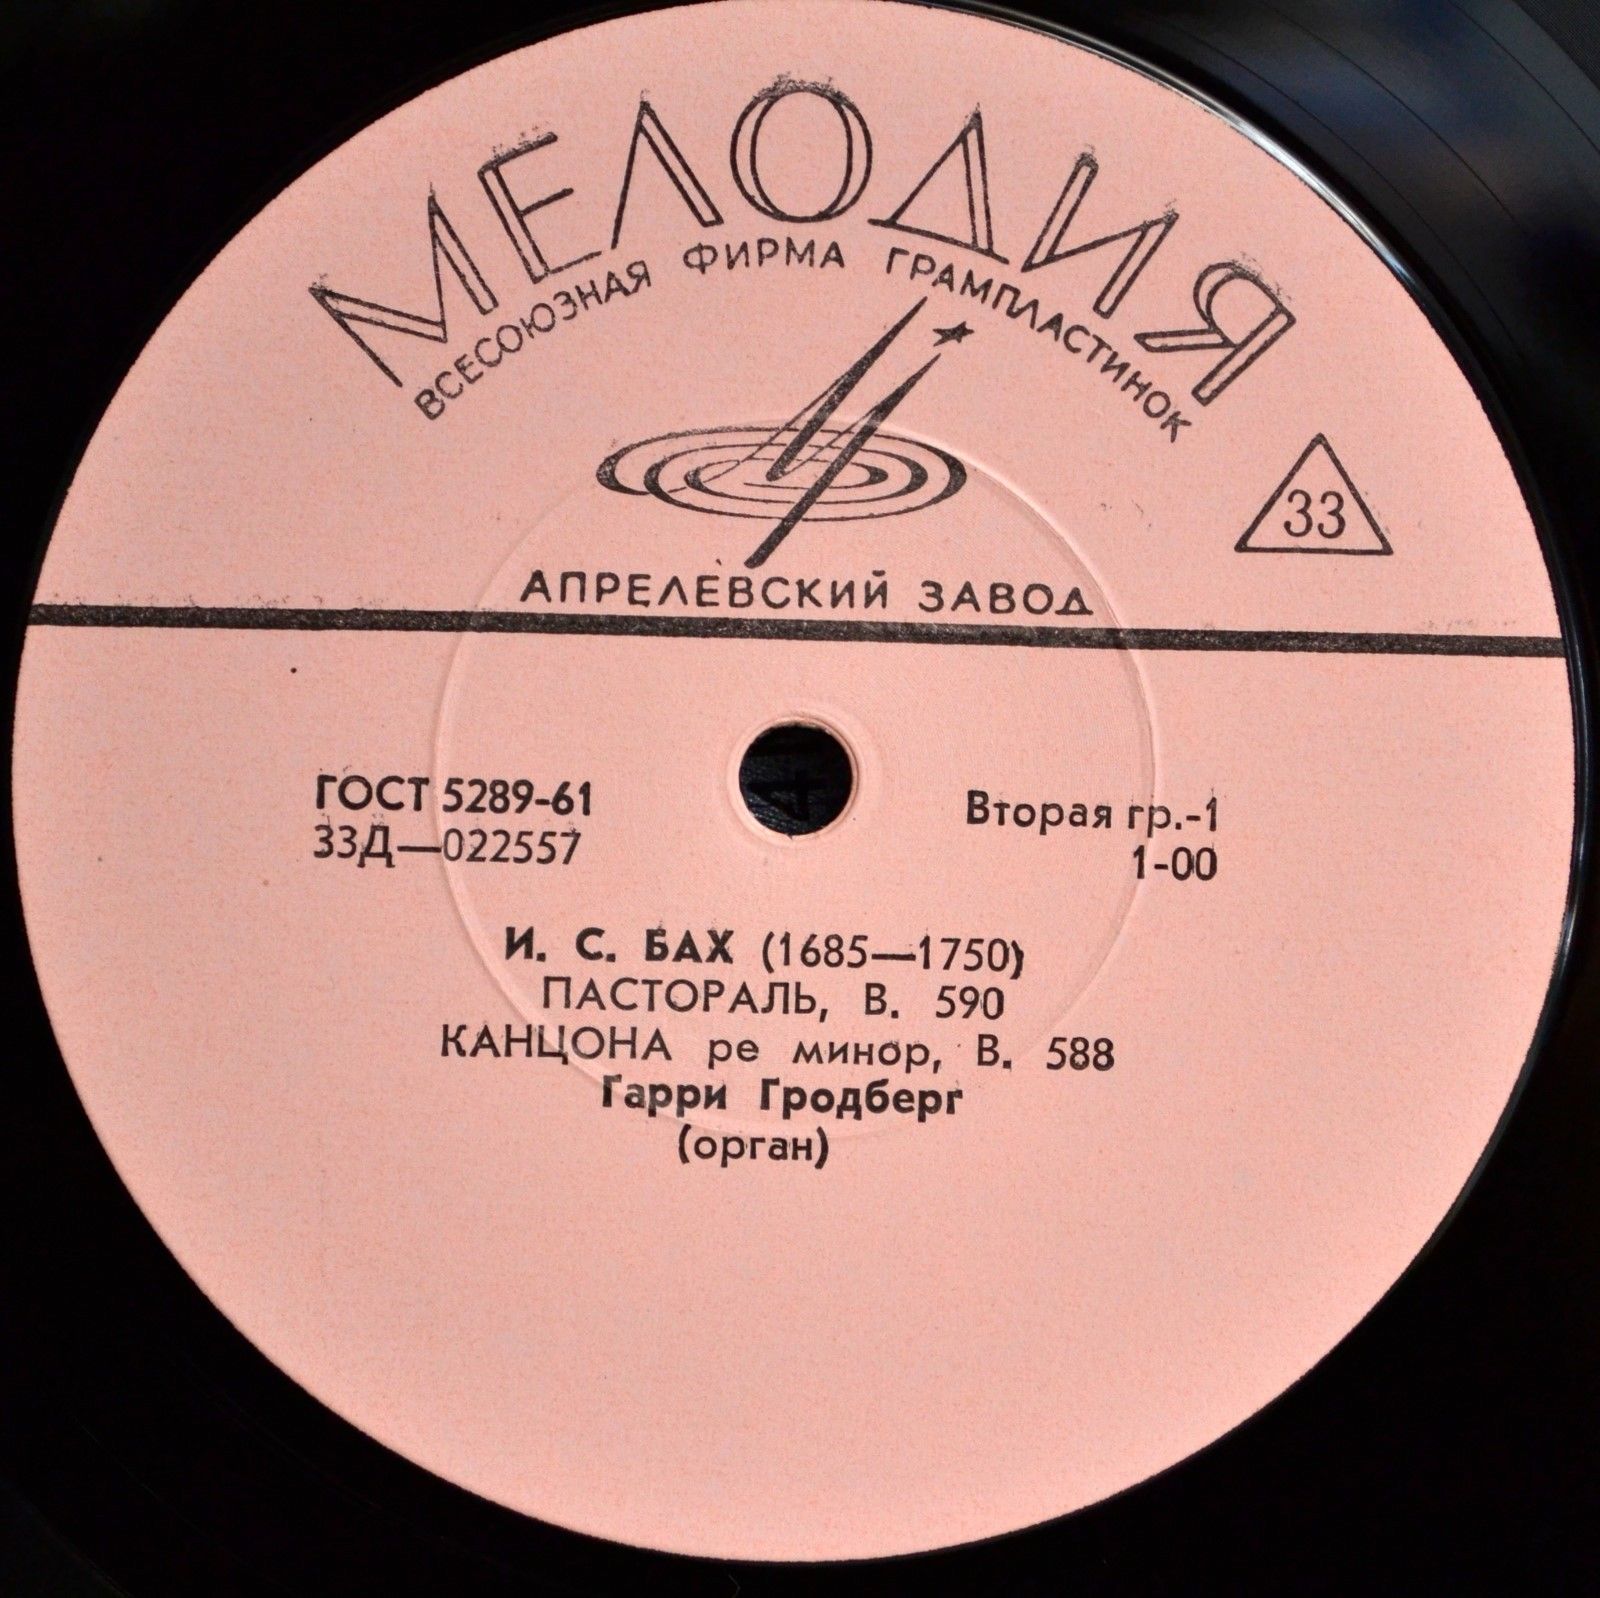 МЕЛОДИЯ
ВСЕСОЮЗНАЯ ФИРМА ГРАМПЛАСТИНОК
33
АПРЕЛЕВСКИЙ ЗАВОД
ГОСТ 5289-61
33Д—022557
Вторая гр.-1
1-00
И. С. БАХ (1685—1750)
ПАСТОРАЛЬ, В. 590
КАНЦОНА ре минор, В. 588
Гарри Гродберг
(орган)